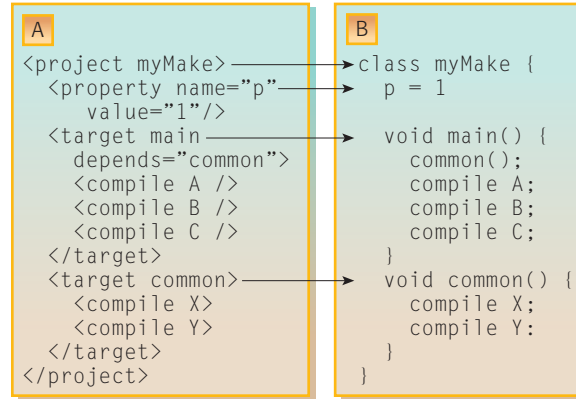 A
<project myMake>
<property name=”p”
value=”1”/>
<target main
depends=”common”>
<compile A />
<compile B />
<compile C />
</target>
<target common>
<compile X>
<compile Y>
</target>
</project>
B
class myMake {
p = 1
void main() {
common();
compile A;
compile B;
compile C;
}
void common() {
compile X;
compile Y:
}
}